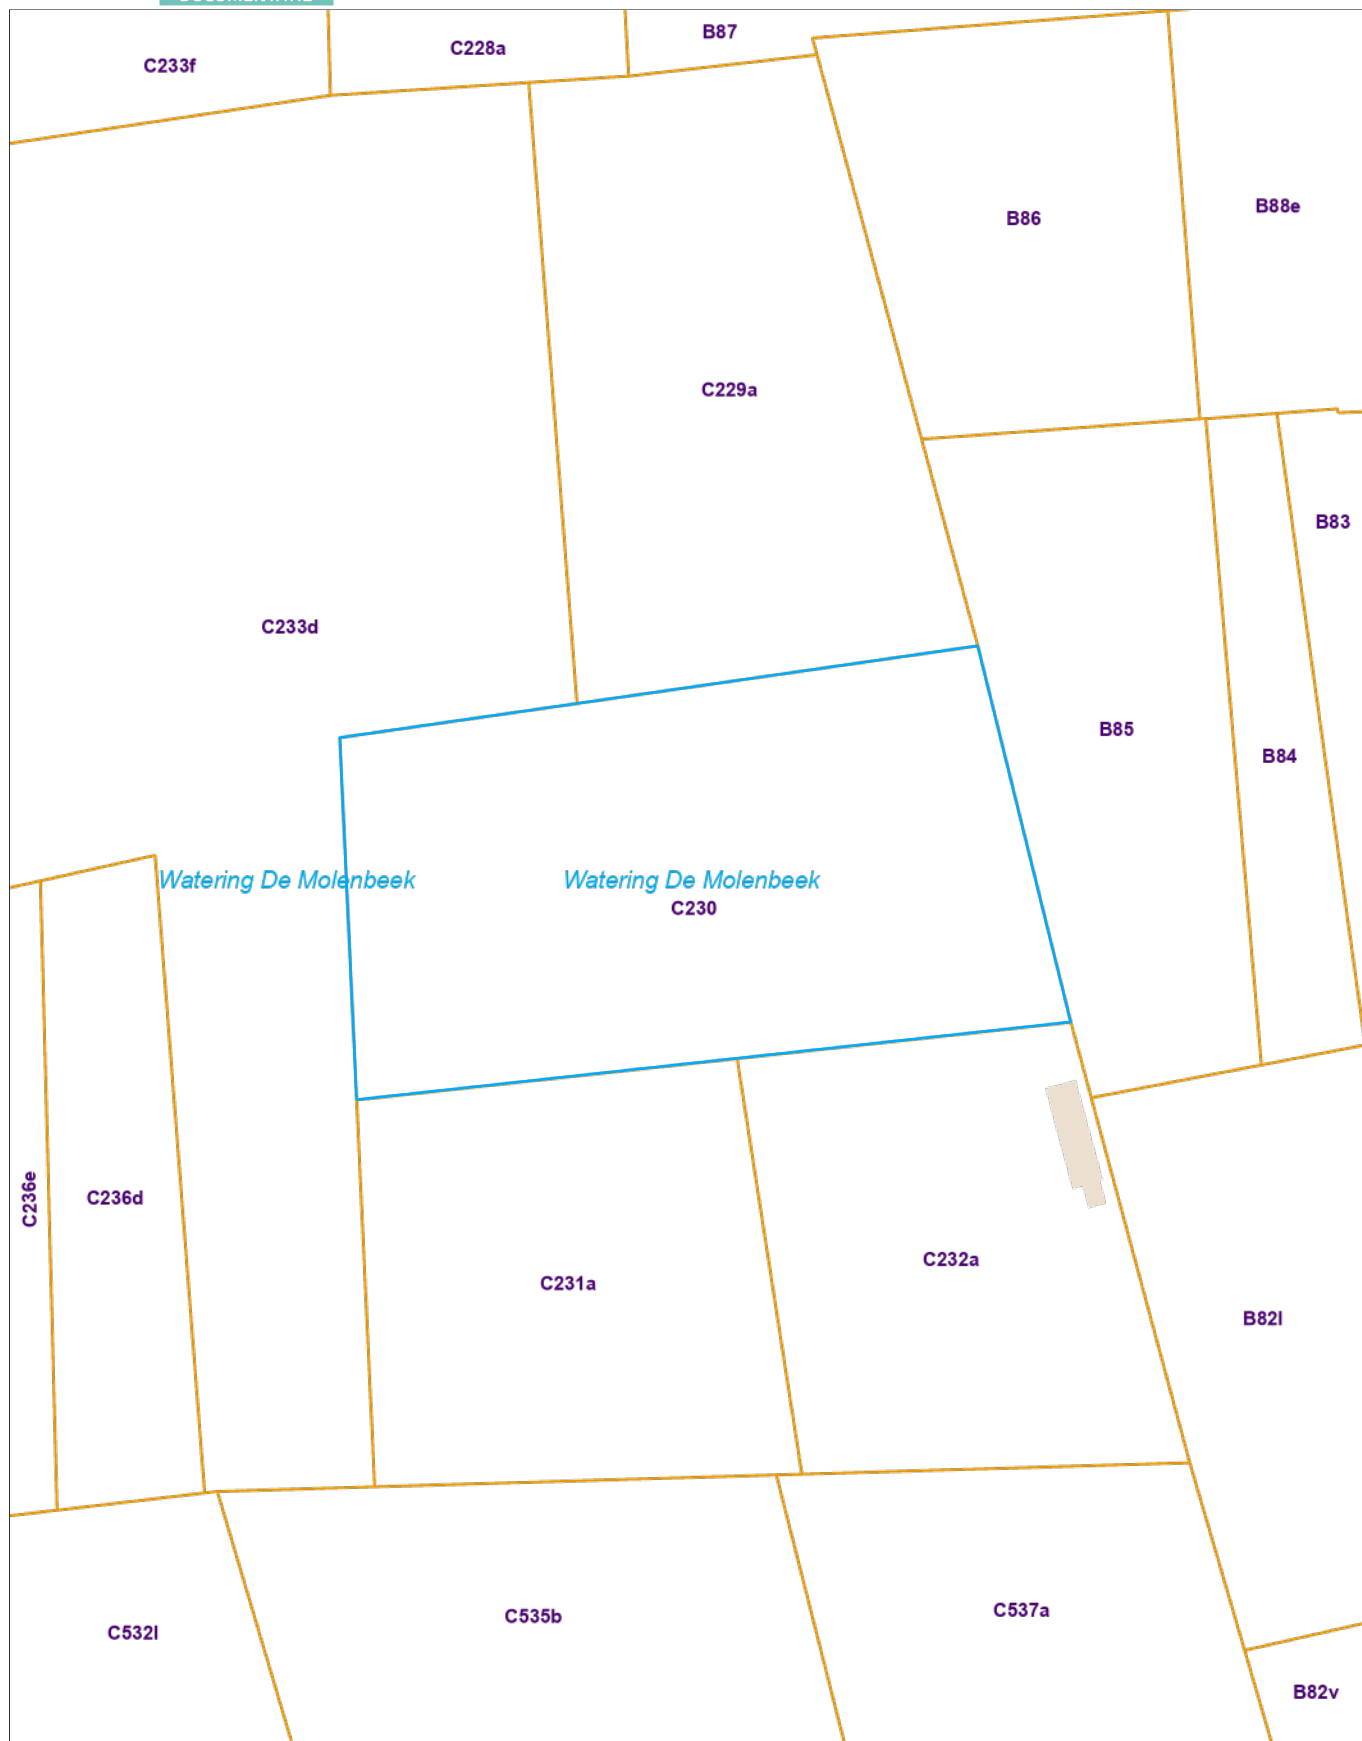 B87
C228a
C233f
B88e
B86
C229a
B83
C233d
B85
B84
Watering De Molenbeek
Watering De Molenbeek
C230
C236e
C236d
C232a
C231a
B82l
C537a
C535b
C532l
B82v